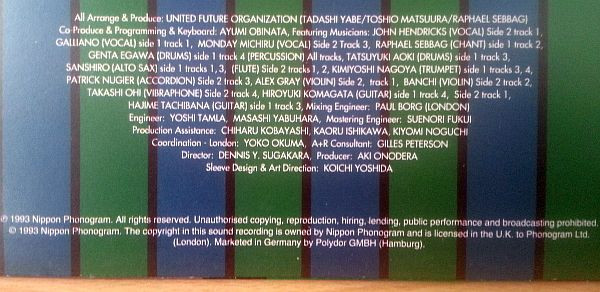 All Arrange & Produce: UNITED FUTURE ORGANIZATION (TADASHI YABE/TOSHIO MATSUURA/RAPHAEL SEBBAG)
Co-Produce & Programming & Keyboard: AYUMI OBINATA, Featuring Musicians: JOHN HENDRICKS (VOCAL) Side 2 track 1,
GALLIANO (VOCAL) side 1 track 1, MONDAY MICHIRU (VOCAL) Side 2 Track 3, RAPHAEL SEBBAG (CHANT) side 1 track 2,
GENTA EGAWA (DRUMS) side 1 track 4 (PERCUSSION) All tracks, TATSUYUKI AOKI (DRUMS) side 1 track 3,
SANSHIRO (ALTO SAX) side 1 tracks 1, 3, (FLUTE) Side 2 tracks 1, 2, KIMIYOSHI NAGOYA (TRUMPET) side 1 tracks 3, 4,
PATRICK NUGIER (ACCORDION) Side 2 track 3, ALEX GRAY (VIOLIN) Side 2, track 1, BANCHI (VIOLIN) Side 2 track 2,
TAKASHI OHI (VIBRAPHONE) Side 2 track 4, HIROYUKI KOMAGATA (GUITAR) side 1 track 4, Side 2 track 1,
HAJIME TACHIBANA (GUITAR) side 1 track 3, Mixing Engineer: PAUL BORG (LONDON)
Engineer: YOSHI TAMLA, MASASHI YABUHARA, Mastering Engineer: SUENORI FUKUI
Production Assistance: CHIHARU KOBAYASHI, KAORU ISHIKAWA, KIYOMI NOGUCHI
Coordination - London: YOKO OKUMA, A+R Consultant: GILLES PETERSON
Director: DENNIS Y. SUGAKARA, Producer: AKI ONODERA
Sleeve Design & Art Direction: KOICHI YOSHIDA
℗ 1993 Nippon Phonogram. All rights reserved. Unauthorised copying, reproduction, hiring, lending, public performance and broadcasting prohibited.
© 1993 Nippon Phonogram. The copyright in this sound recording is owned by Nippon Phonogram and is licensed in the U.K. to Phonogram Ltd.
(London). Marketed in Germany by Polydor GMBH (Hamburg).